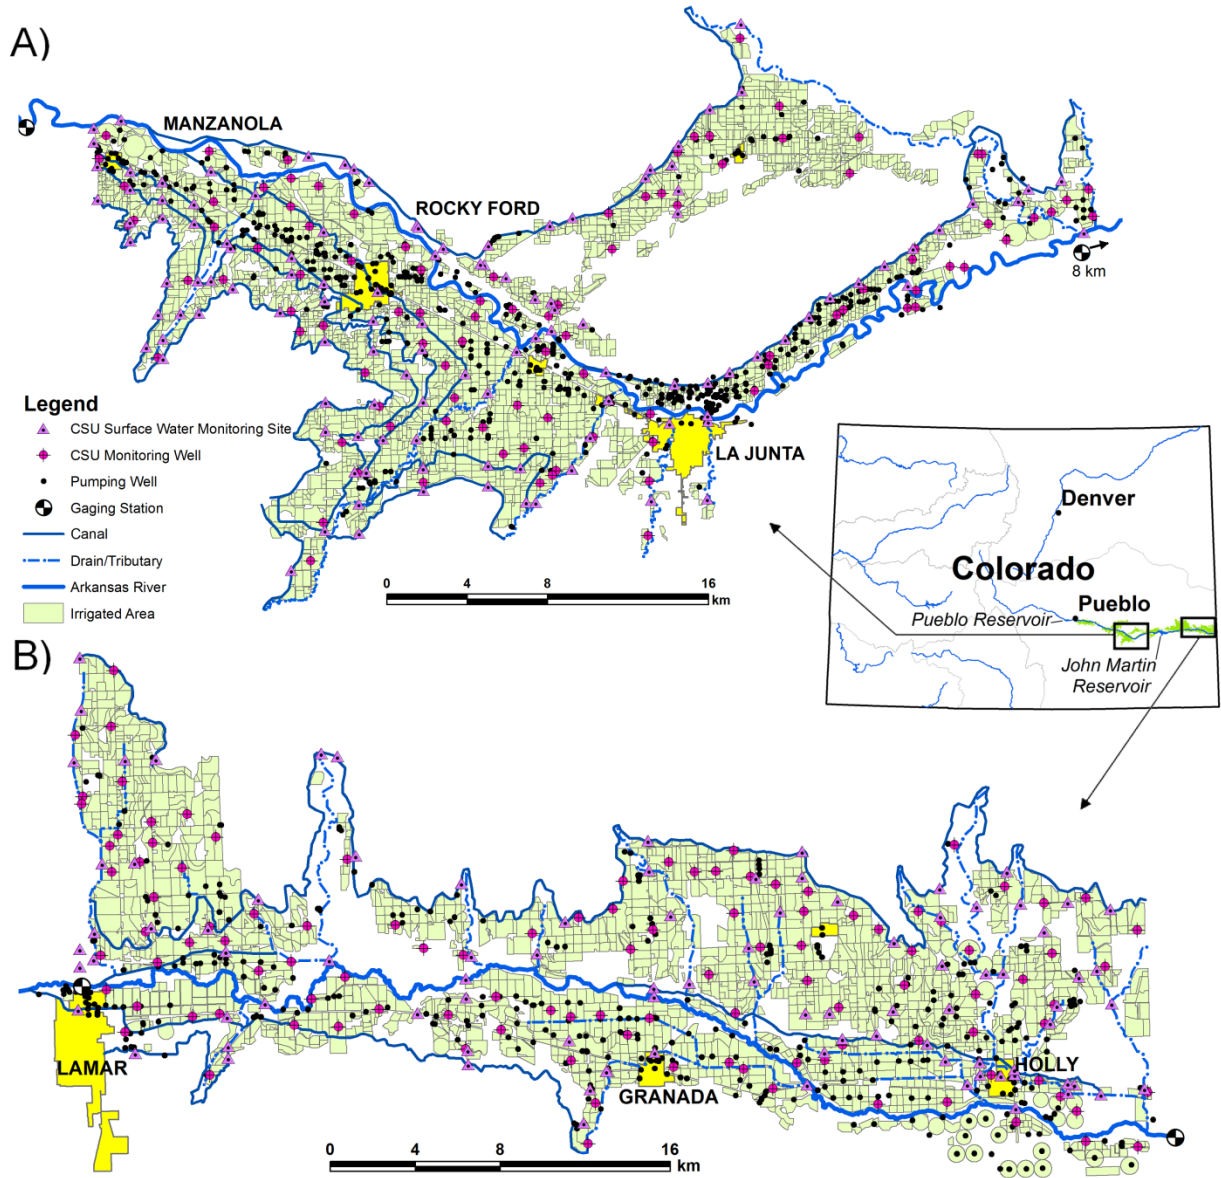 A)
MANZANOLA
ROCKY FORD
8 km
LA JUNTA
Legend
CSU Surface Water Monitoring Site
CSU Monitoring Well
Pumping Well
Gaging Station
Canal
Drain/Tributary
Arkansas River
Irrigated Area
0 4 8 16
km
Denver
Colorado
Pueblo
Pueblo Reservoir
John Martin
Reservoir
B)
LAMAR
GRANADA
HOLLY
0 4 8 16
km